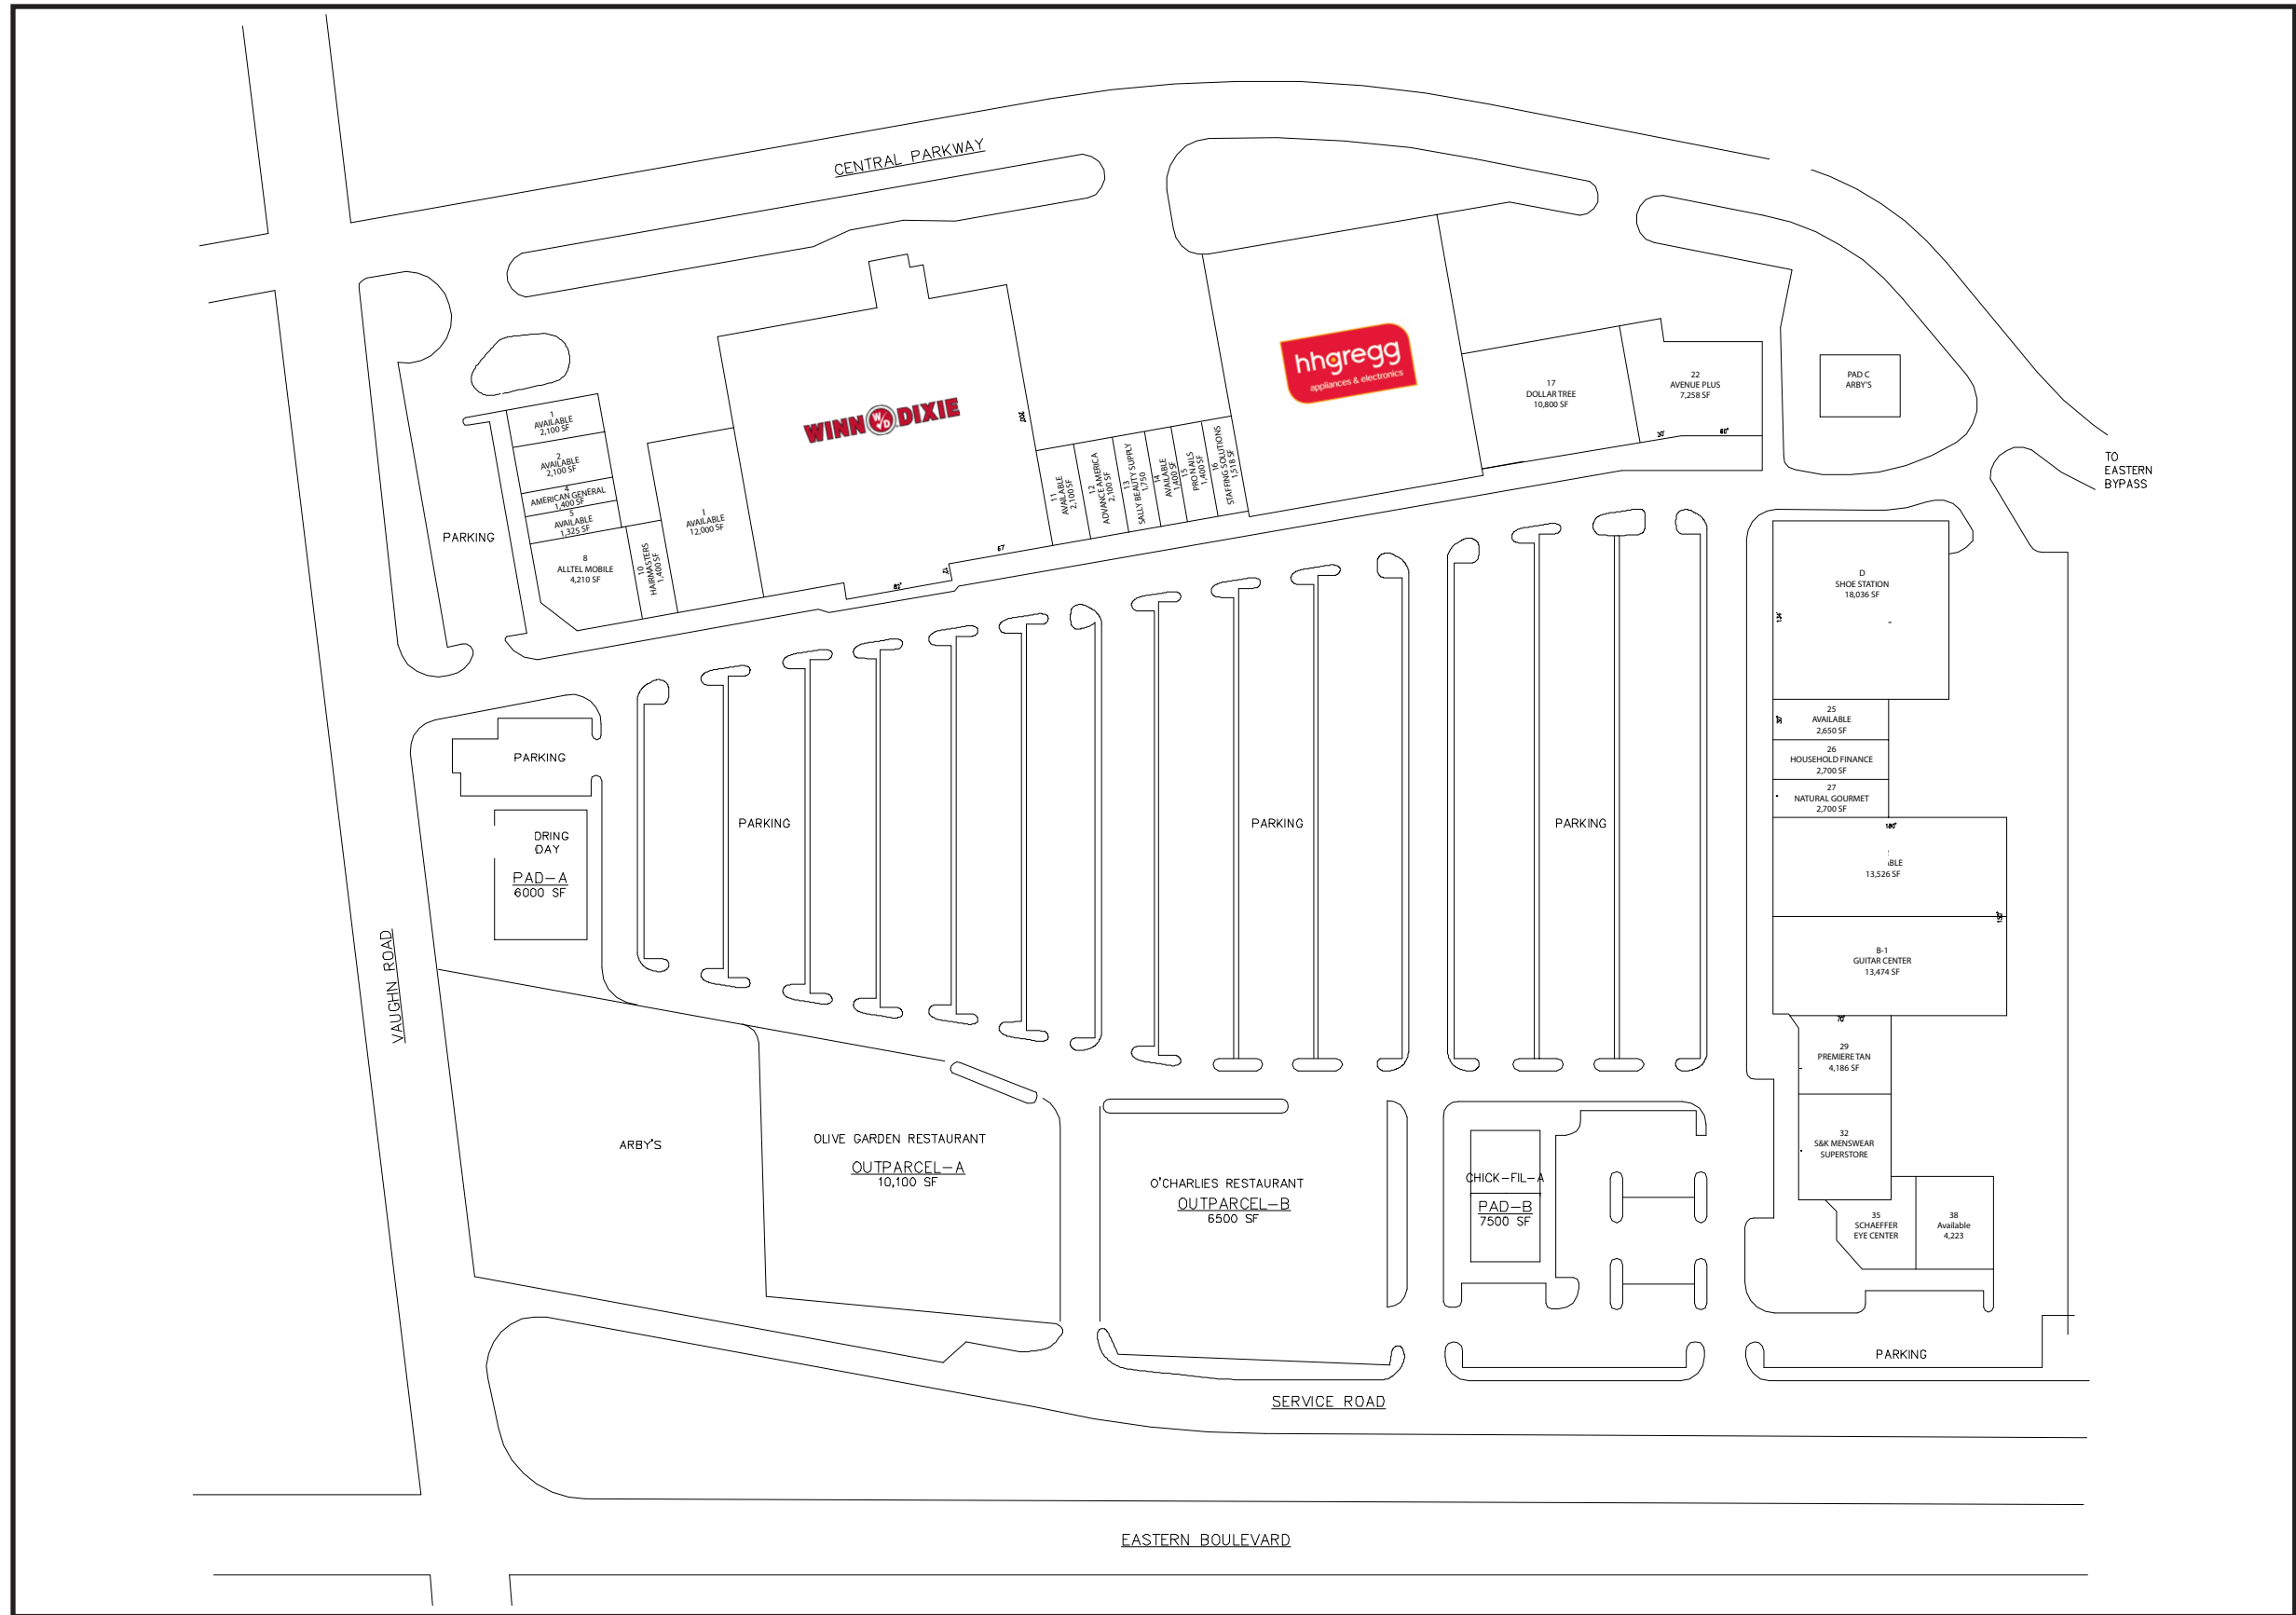 CENTRAL PARKWAY
WINN DIXIE
W/D
hhgregg
appliances & electronics
1
AVAILABLE
2,100 SF
2
AVAILABLE
2,100 SF
4
AMERICAN GENERAL
1,400 SF
5
AVAILABLE
1,325 SF
8
ALLTEL MOBILE
4,210 SF
10
HAIRMASTERS
1,400 SF
1
AVAILABLE
12,000 SF
11
AVAILABLE
2,100 SF
12
ADVANCE AMERICA
2,100 SF
13
SALLY BEAUTY SUPPLY
1,750
14
AVAILABLE
1,400 SF
15
PRO NAILS
1,400 SF
16
STAFFING SOLUTIONS
1,518 SF
17
DOLLAR TREE
10,800 SF
22
AVENUE PLUS
7,258 SF
PAD C
ARBY'S
TO
EASTERN
BYPASS
PARKING
D
SHOE STATION
18,036 SF
25
AVAILABLE
2,650 SF
26
HOUSEHOLD FINANCE
2,700 SF
27
NATURAL GOURMET
2,700 SF
ABLE
13,526 SF
B-1
GUITAR CENTER
13,474 SF
29
PREMIERE TAN
4,186 SF
32
S&K MENSWEAR
SUPERSTORE
35
SCHAEFFER
EYE CENTER
38
Available
4,223
PARKING
PARKING
PARKING
PARKING
DRING
DAY
PAD-A
6000 SF
VAUGHN ROAD
ARBY'S
OLIVE GARDEN RESTAURANT
OUTPARCEL-A
10,100 SF
O'CHARLIES RESTAURANT
OUTPARCEL-B
6500 SF
CHICK-FIL-A
PAD-B
7500 SF
PARKING
SERVICE ROAD
EASTERN BOULEVARD